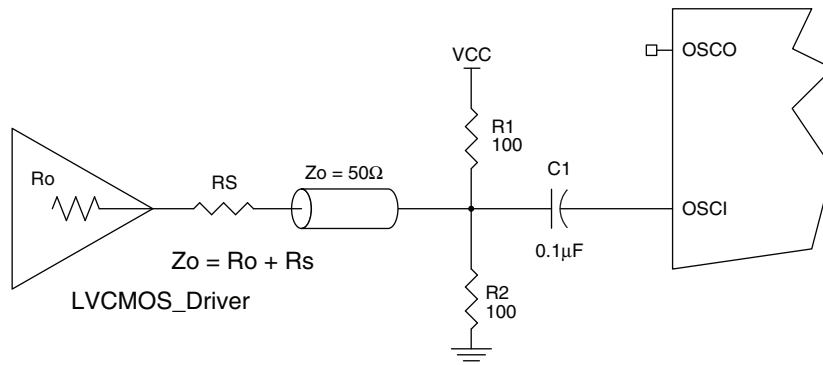 OSCO
VCC
R1
100
C1
Zo = 50Ω
Ro
RS
OSCI
0.1µF
Zo = Ro + Rs
R2
100
LVCMOS_Driver